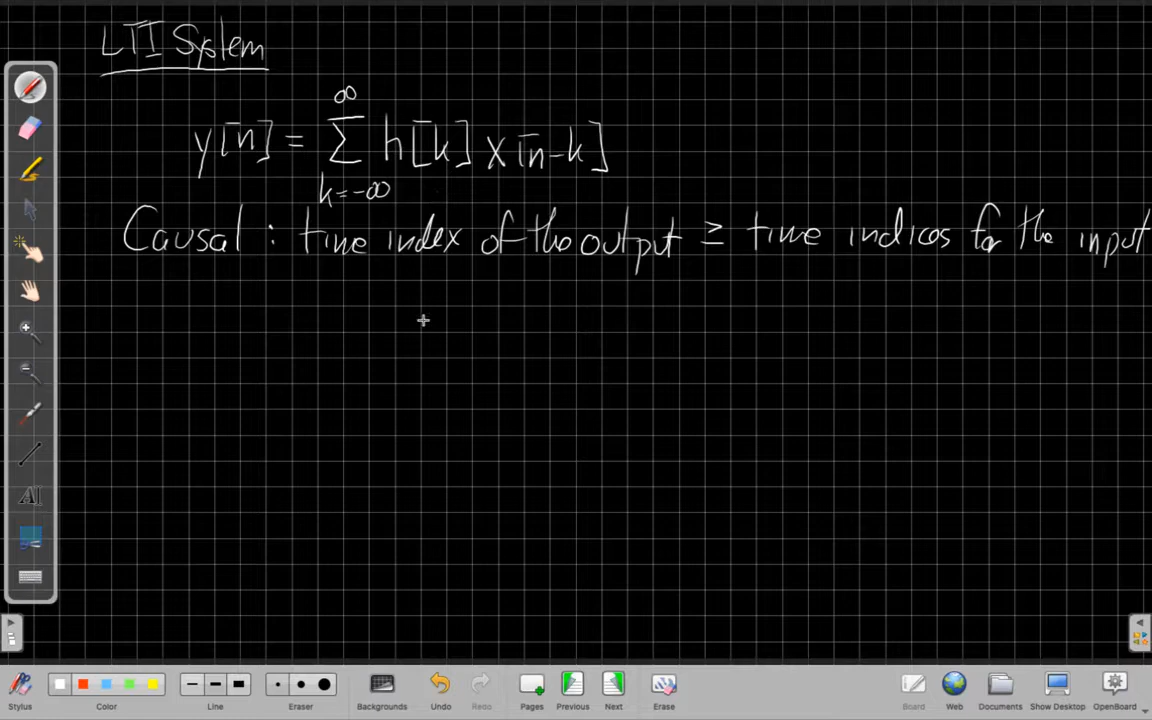 LTI System
y[n] = ∞∑k=-∞ h[k] x[n-k]
Causal : time index of the output ≥ time indices for the input
AI
Stylus
Color
Line
Eraser
Backgrounds
Undo
Redo
Pages
Previous
Next
Erase
Board
Web
Documents
Show Desktop
OpenBoard